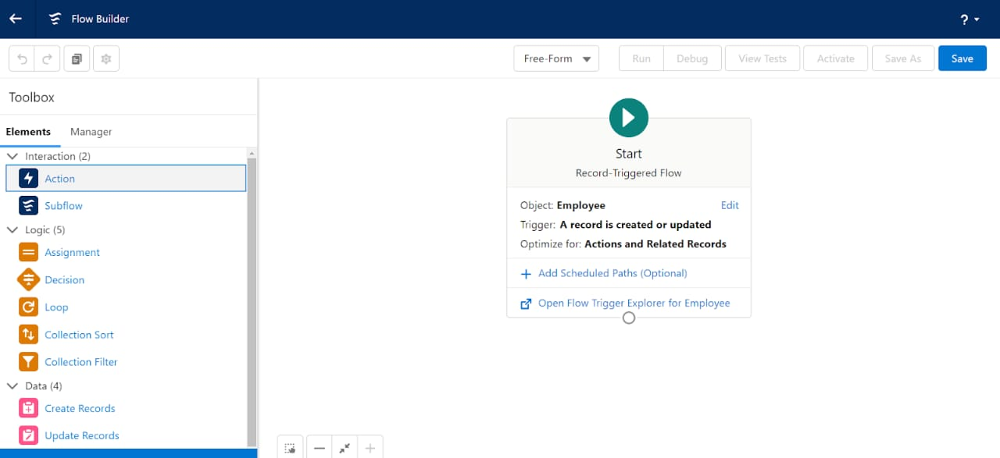 Flow Builder
?
Free-Form
Run
Debug
View Tests
Activate
Save As
Save
Toolbox
Elements
Manager
Interaction (2)
Action
Subflow
Logic (5)
Assignment
Decision
Loop
Collection Sort
Collection Filter
Data (4)
Create Records
Update Records
Start
Record-Triggered Flow
Object: Employee
Edit
Trigger: A record is created or updated
Optimize for: Actions and Related Records
Add Scheduled Paths (Optional)
Open Flow Trigger Explorer for Employee